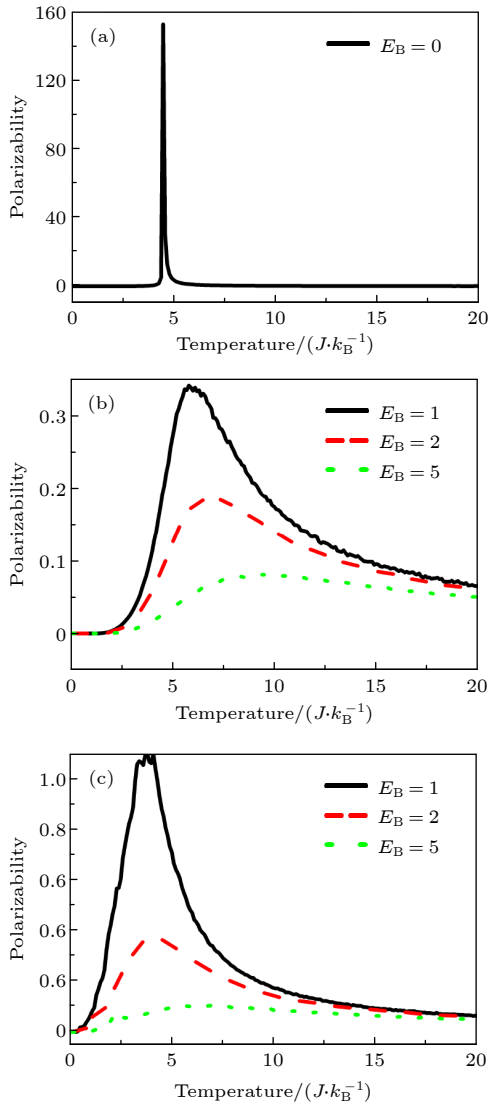 160
(a)
E_B = 0
120
80
40
0
Polarizability
0 5 10 15 20
Temperature/(J·k_B^{-1})
(b)
E_B = 1
0.3
E_B = 2
E_B = 5
0.2
0.1
0
Polarizability
0 5 10 15 20
Temperature/(J·k_B^{-1})
(c)
E_B = 1
1.0
E_B = 2
0.8
E_B = 5
0.6
0.6
0
Polarizability
0 5 10 15 20
Temperature/(J·k_B^{-1})